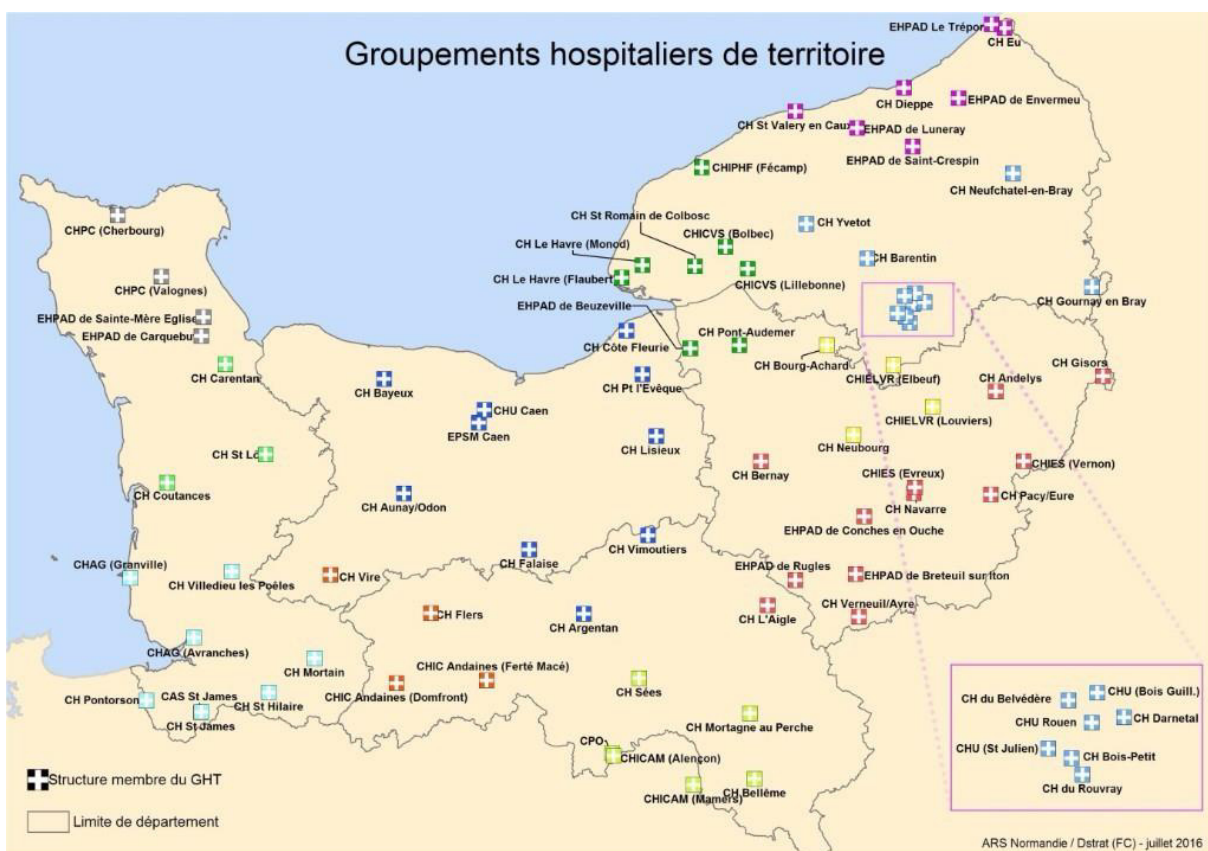 Groupements hospitaliers de territoire
EHPAD Le Trépor
CH Eu
CH Dieppe
EHPAD de Envermeu
CH St Valery en Caux
EHPAD de Luneray
EHPAD de Saint-Crespin
CHIPHF (Fécamp)
CH Neufchatel-en-Bray
CH St Romain de Colbosc
CH Yvetot
CHPC (Cherbourg)
CHICVS (Bolbec)
CH Le Havre (Monod)
CH Barentin
CH Le Havre (Flaubert
CHICVS (Lillebonne)
CHPC (Valognes)
CH Gournay en Bray
EHPAD de Beuzeville
EHPAD de Sainte-Mère Eglise
EHPAD de Carquebu
CH Côte Fleurie
CH Pont-Audemer
CH Bourg-Achard
CH Gisors
CH Carentan
CHIELVR (Elbeuf)
CH Pt l'Evêque
CH Andelys
CH Bayeux
CHU Caen
CHIELVR (Louviers)
EPSM Caen
CH Neubourg
CH Lisieux
CH St Lô
CH Bernay
CHIES (Evreux)
CHIES (Vernon)
CH Coutances
CH Pacy/Eure
CH Aunay/Odon
CH Navarre
EHPAD de Conches en Ouche
CH Vimoutiers
CHAG (Granville)
CH Falaise
EHPAD de Rugles
CH Villedieu les Poëles
CH Vire
EHPAD de Breteuil sur Iton
CH Verneuil/Avre
CH Flers
CH Argentan
CH L'Aigle
CHAG (Avranches)
CHIC Andaines (Ferté Macé)
CH Mortain
CH Sées
CHIC Andaines (Domfront)
CH Pontorson
CAS St James
CH St Hilaire
CH St James
CH Mortagne au Perche
CPO
CHICAM (Alençon)
CH Bellême
CHICAM (Mamers)
CH du Belvédère
CHU (Bois Guill.)
CHU Rouen
CH Darnetal
CHU (St Julien)
CH Bois-Petit
CH du Rouvray
Structure membre du GHT
Limite de département
ARS Normandie / Dstrat (FC) - juillet 2016